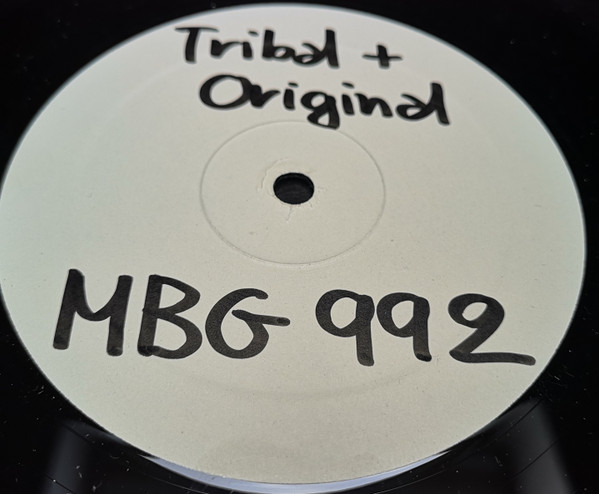 Tribal +
Original
MBG 992